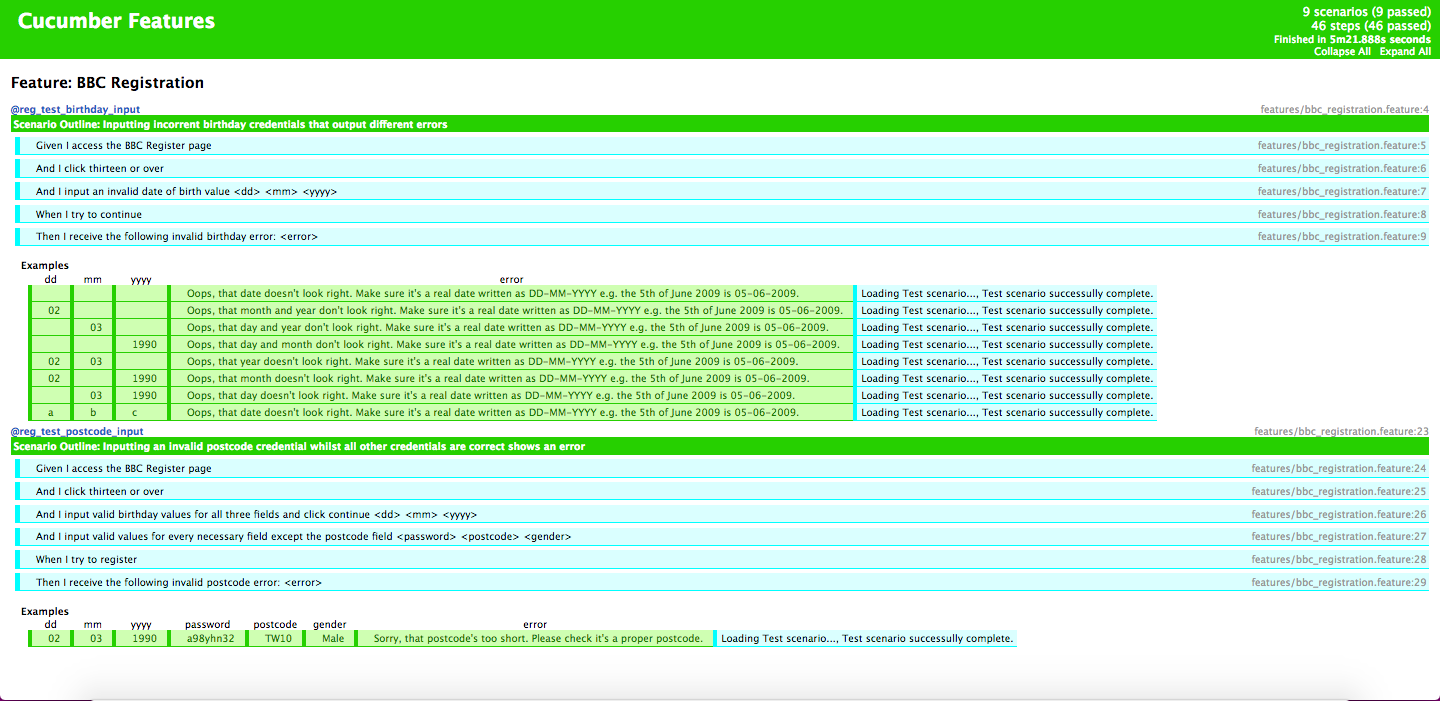 Cucumber Features
9 scenarios (9 passed)
46 steps (46 passed)
Finished in 5m21.888s seconds
Collapse All Expand All
Feature: BBC Registration
@reg_test_birthday_input features/bbc_registration.feature:4
Scenario Outline: Inputting incorrent birthday credentials that output different errors
Given I access the BBC Register page features/bbc_registration.feature:5
And I click thirteen or over features/bbc_registration.feature:6
And I input an invalid date of birth value <dd> <mm> <yyyy> features/bbc_registration.feature:7
When I try to continue features/bbc_registration.feature:8
Then I receive the following invalid birthday error: <error> features/bbc_registration.feature:9
Examples
dd mm yyyy error
Oops, that date doesn't look right. Make sure it's a real date written as DD-MM-YYYY e.g. the 5th of June 2009 is 05-06-2009. Loading Test scenario..., Test scenario successully complete.
02 Oops, that month and year don't look right. Make sure it's a real date written as DD-MM-YYYY e.g. the 5th of June 2009 is 05-06-2009. Loading Test scenario..., Test scenario successully complete.
03 Oops, that day and year don't look right. Make sure it's a real date written as DD-MM-YYYY e.g. the 5th of June 2009 is 05-06-2009. Loading Test scenario..., Test scenario successully complete.
1990 Oops, that day and month don't look right. Make sure it's a real date written as DD-MM-YYYY e.g. the 5th of June 2009 is 05-06-2009. Loading Test scenario..., Test scenario successully complete.
02 03 Oops, that year doesn't look right. Make sure it's a real date written as DD-MM-YYYY e.g. the 5th of June 2009 is 05-06-2009. Loading Test scenario..., Test scenario successully complete.
02 1990 Oops, that month doesn't look right. Make sure it's a real date written as DD-MM-YYYY e.g. the 5th of June 2009 is 05-06-2009. Loading Test scenario..., Test scenario successully complete.
03 1990 Oops, that day doesn't look right. Make sure it's a real date written as DD-MM-YYYY e.g. the 5th of June 2009 is 05-06-2009. Loading Test scenario..., Test scenario successully complete.
a b c Oops, that date doesn't look right. Make sure it's a real date written as DD-MM-YYYY e.g. the 5th of June 2009 is 05-06-2009. Loading Test scenario..., Test scenario successully complete.
@reg_test_postcode_input features/bbc_registration.feature:23
Scenario Outline: Inputting an invalid postcode credential whilst all other credentials are correct shows an error
Given I access the BBC Register page features/bbc_registration.feature:24
And I click thirteen or over features/bbc_registration.feature:25
And I input valid birthday values for all three fields and click continue <dd> <mm> <yyyy> features/bbc_registration.feature:26
And I input valid values for every necessary field except the postcode field <password> <postcode> <gender> features/bbc_registration.feature:27
When I try to register features/bbc_registration.feature:28
Then I receive the following invalid postcode error: <error> features/bbc_registration.feature:29
Examples
dd mm yyyy password postcode gender error
02 03 1990 a98yhn32 TW10 Male Sorry, that postcode's too short. Please check it's a proper postcode. Loading Test scenario..., Test scenario successully complete.